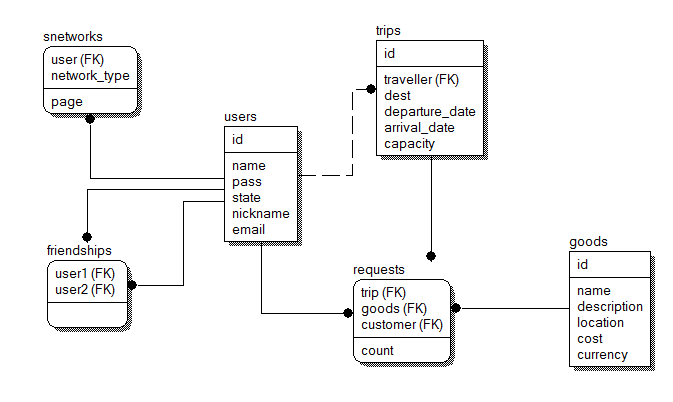 snetworks
user (FK)
network_type
page
trips
id
traveller (FK)
dest
departure_date
arrival_date
capacity
users
id
name
pass
state
nickname
email
friendships
user1 (FK)
user2 (FK)
requests
trip (FK)
goods (FK)
customer (FK)
count
goods
id
name
description
location
cost
currency